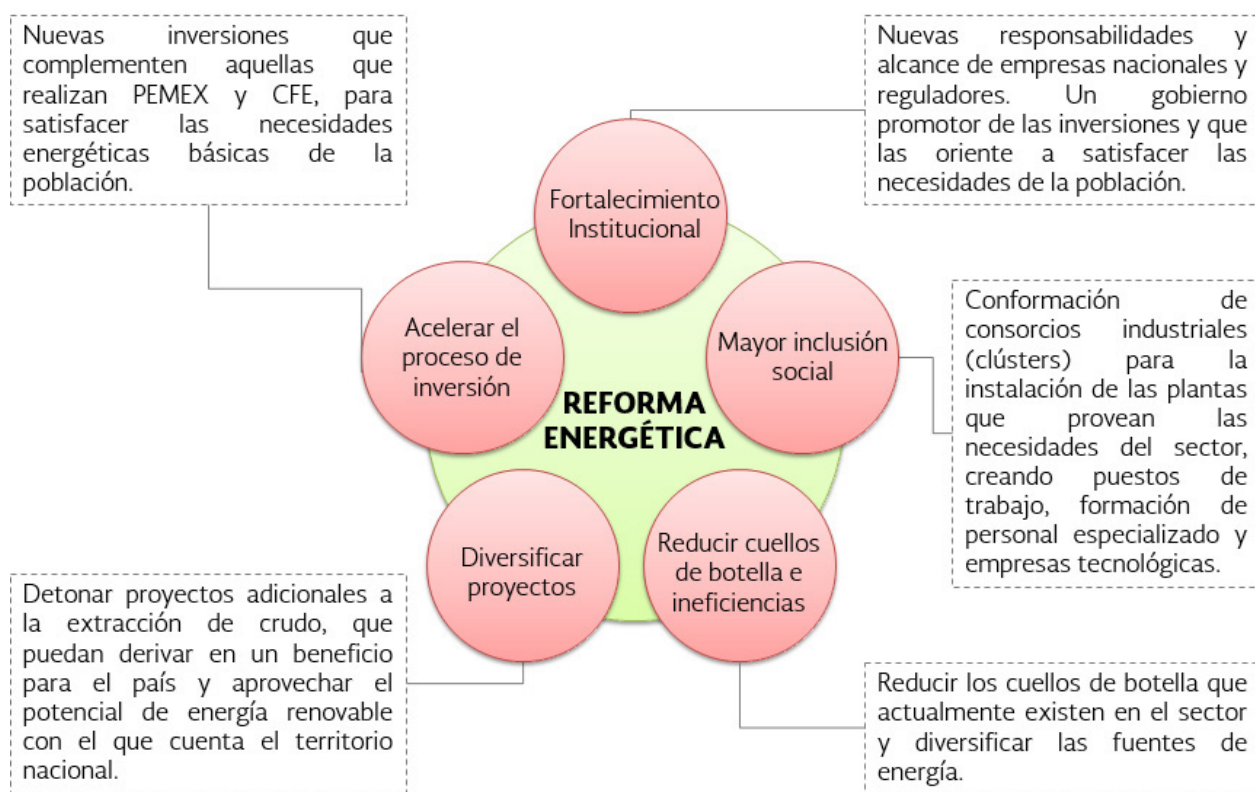 Nuevas inversiones que
complementen aquellas que
realizan PEMEX y CFE, para
satisfacer las necesidades
energéticas básicas de la
población.
Nuevas responsabilidades y
alcance de empresas nacionales y
reguladores. Un gobierno
promotor de las inversiones y que
las oriente a satisfacer las
necesidades de la población.
Fortalecimiento
Institucional
Acelerar el
proceso de
inversión
Mayor inclusión
social
REFORMA
ENERGÉTICA
Conformación de
consorcios industriales
(clústers) para la
instalación de las plantas
que provean las
necesidades del sector,
creando puestos de
trabajo, formación de
personal especializado y
empresas tecnológicas.
Diversificar
proyectos
Reducir cuellos
de botella e
ineficiencias
Detonar proyectos adicionales a
la extracción de crudo, que
puedan derivar en un beneficio
para el país y aprovechar el
potencial de energía renovable
con el que cuenta el territorio
nacional.
Reducir los cuellos de botella que
actualmente existen en el sector
y diversificar las fuentes de
energía.